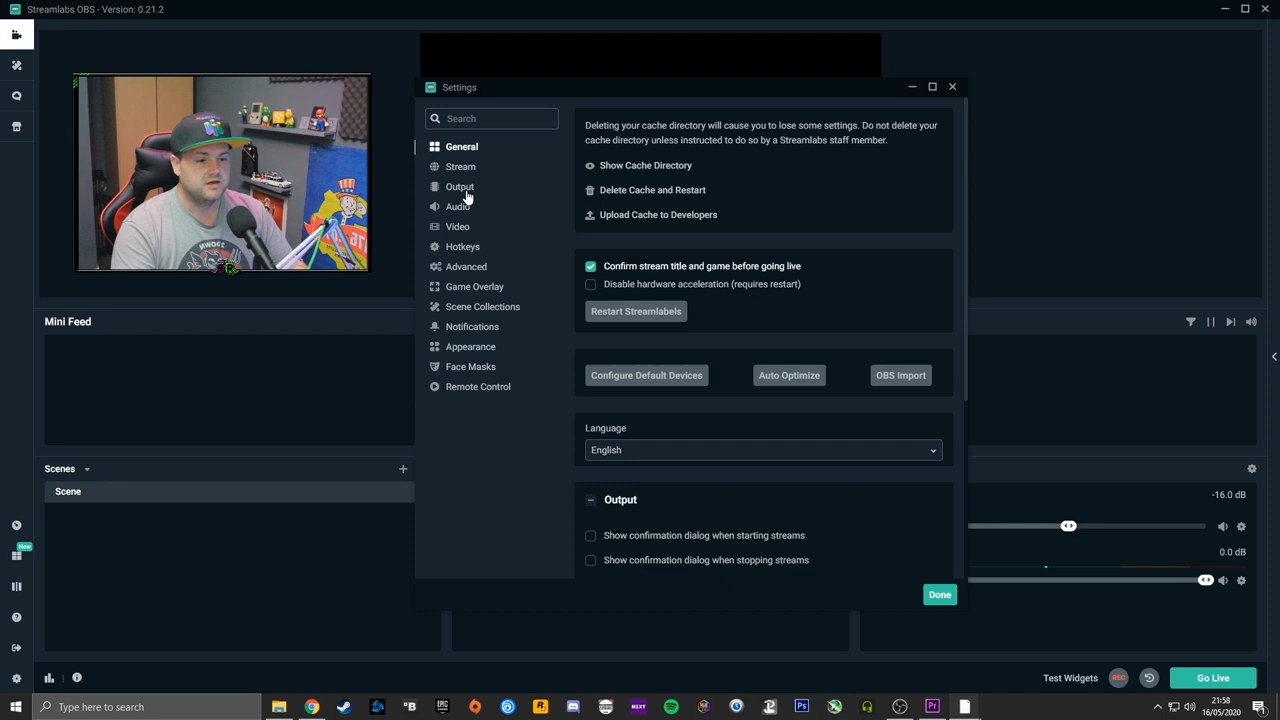 Streamlabs OBS - Version: 0.21.2
Settings
Search
General
Stream
Output
Audio
Video
Hotkeys
Advanced
Game Overlay
Scene Collections
Notifications
Appearance
Face Masks
Remote Control
Deleting your cache directory will cause you to lose some settings. Do not delete your
cache directory unless instructed to do so by a Streamlabs staff member.
Show Cache Directory
Delete Cache and Restart
Upload Cache to Developers
Confirm stream title and game before going live
Disable hardware acceleration (requires restart)
Restart Streamlabels
Configure Default Devices
Auto Optimize
OBS Import
Language
English
Output
Show confirmation dialog when starting streams
Show confirmation dialog when stopping streams
Done
Mini Feed
Scenes
Scene
-16.0 dB
0.0 dB
New
Test Widgets
REC
Go Live
Type here to search
EPIC
NZXT
Ps
Pr
21:58
16/05/2020